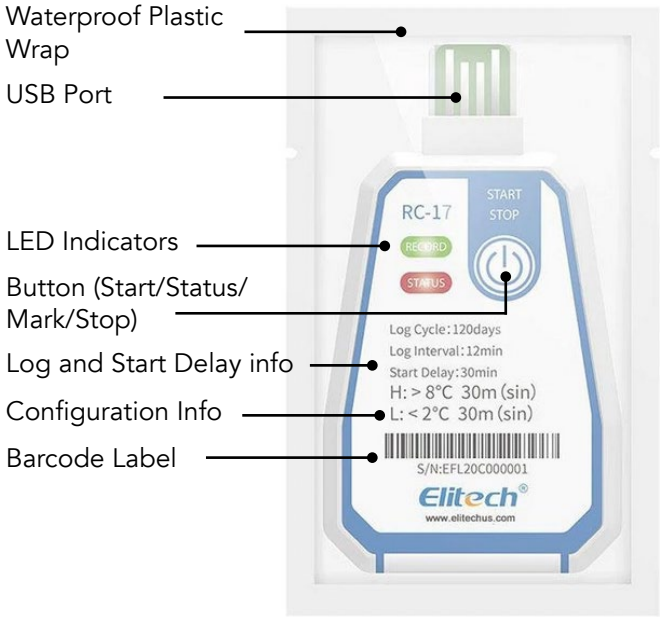 Waterproof Plastic
Wrap
USB Port
LED Indicators
Button (Start/Status/
Mark/Stop)
Log and Start Delay info
Configuration Info
Barcode Label
START
STOP
RC-17
RECORD
STATUS
Log Cycle:120days
Log Interval:12min
Start Delay:30min
H: > 8°C 30m (sin)
L: < 2°C 30m (sin)
S/N:EFL20C000001
Elitech®
www.elitechus.com